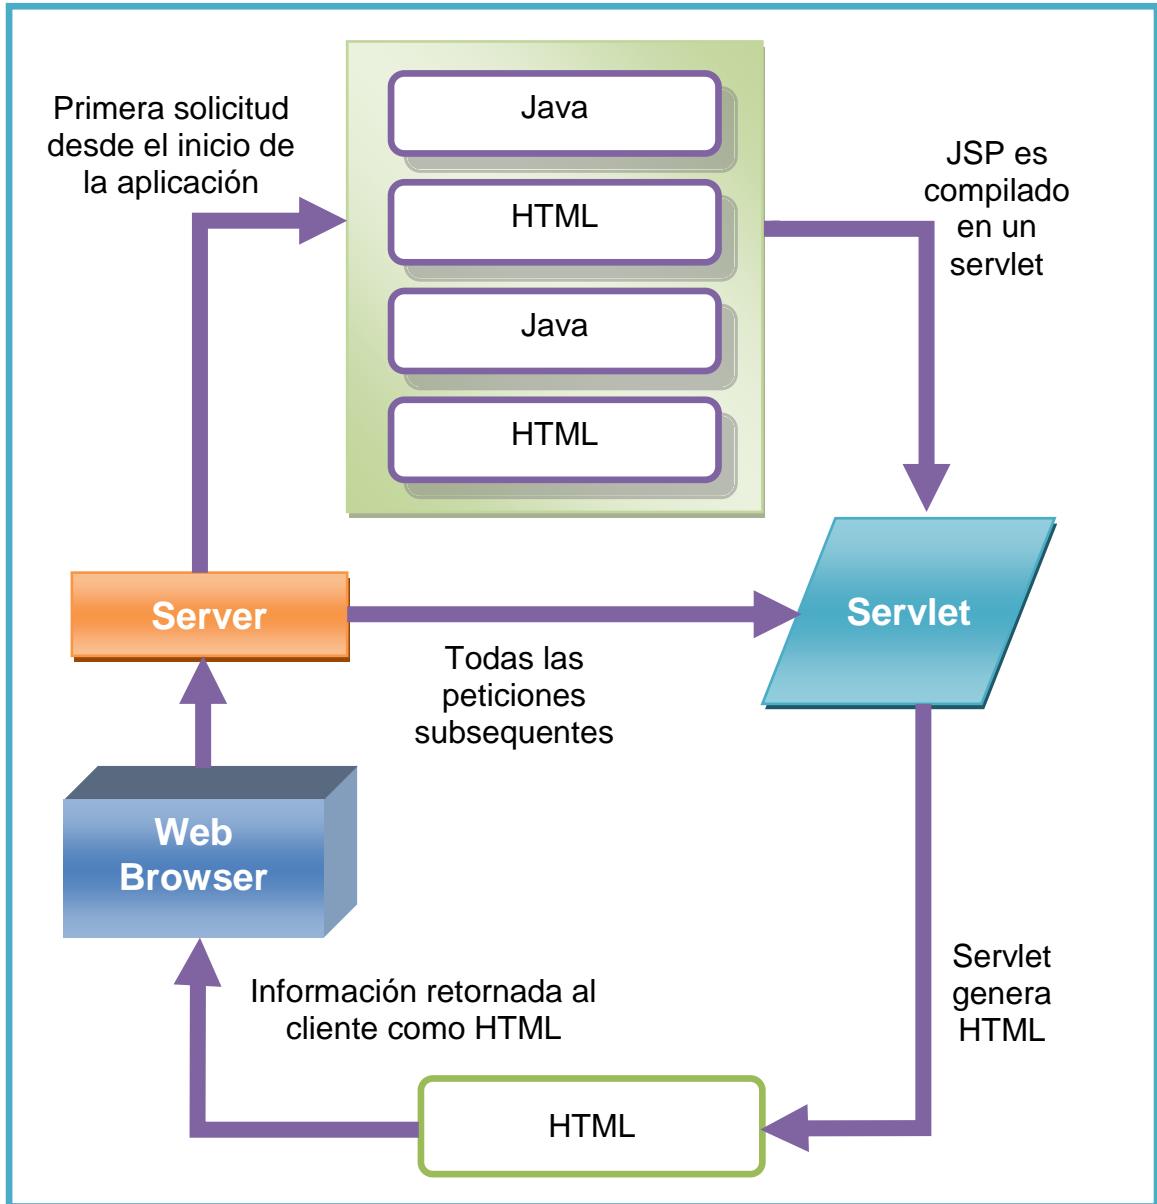 Primera solicitud
desde el inicio de
la aplicación
Java
HTML
Java
HTML
JSP es
compilado
en un
servlet
Server
Todas las
peticiones
subsequentes
Servlet
Web
Browser
Información retornada al
cliente como HTML
Servlet
genera
HTML
HTML